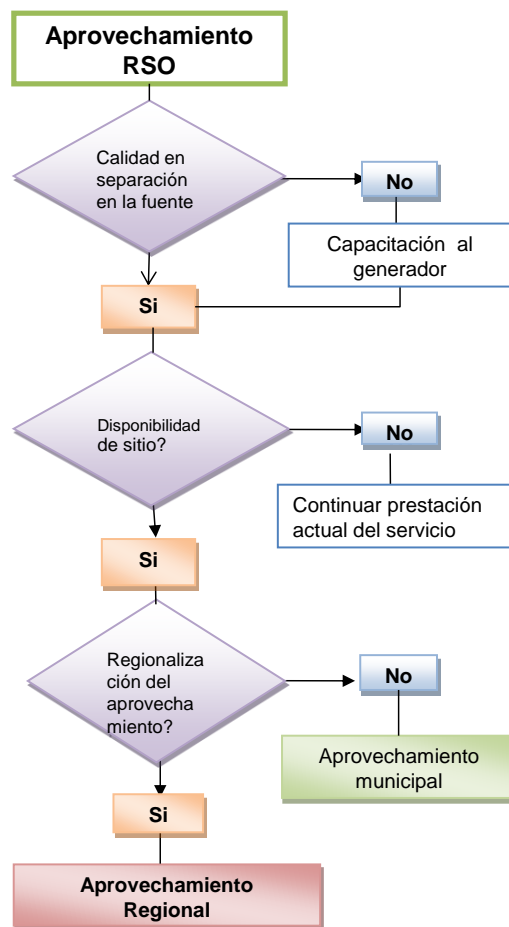 Aprovechamiento
RSO
Calidad en
separación
en la fuente
No
Capacitación al
generador
Si
Disponibilidad
de sitio?
No
Continuar prestación
actual del servicio
Si
Regionaliza
ción del
aprovecha
miento?
No
Aprovechamiento
municipal
Si
Aprovechamiento
Regional